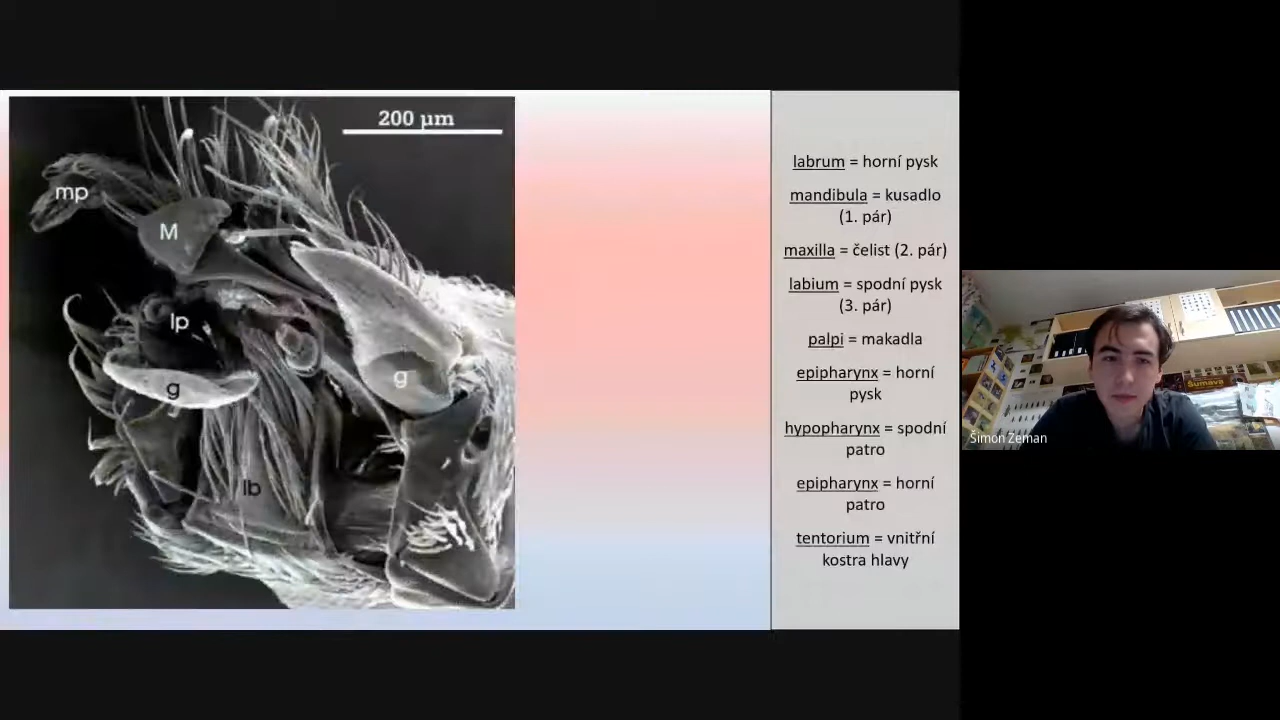 200 µm
mp
M
lp
g
g
lb
labrum = horní pysk
mandibula = kusadlo
(1. pár)
maxilla = čelist (2. pár)
labium = spodní pysk
(3. pár)
palpi = makadla
epipharynx = horní
pysk
hypopharynx = spodní
patro
epipharynx = horní
patro
tentorium = vnitřní
kostra hlavy
Šumava
Šimon Zeman